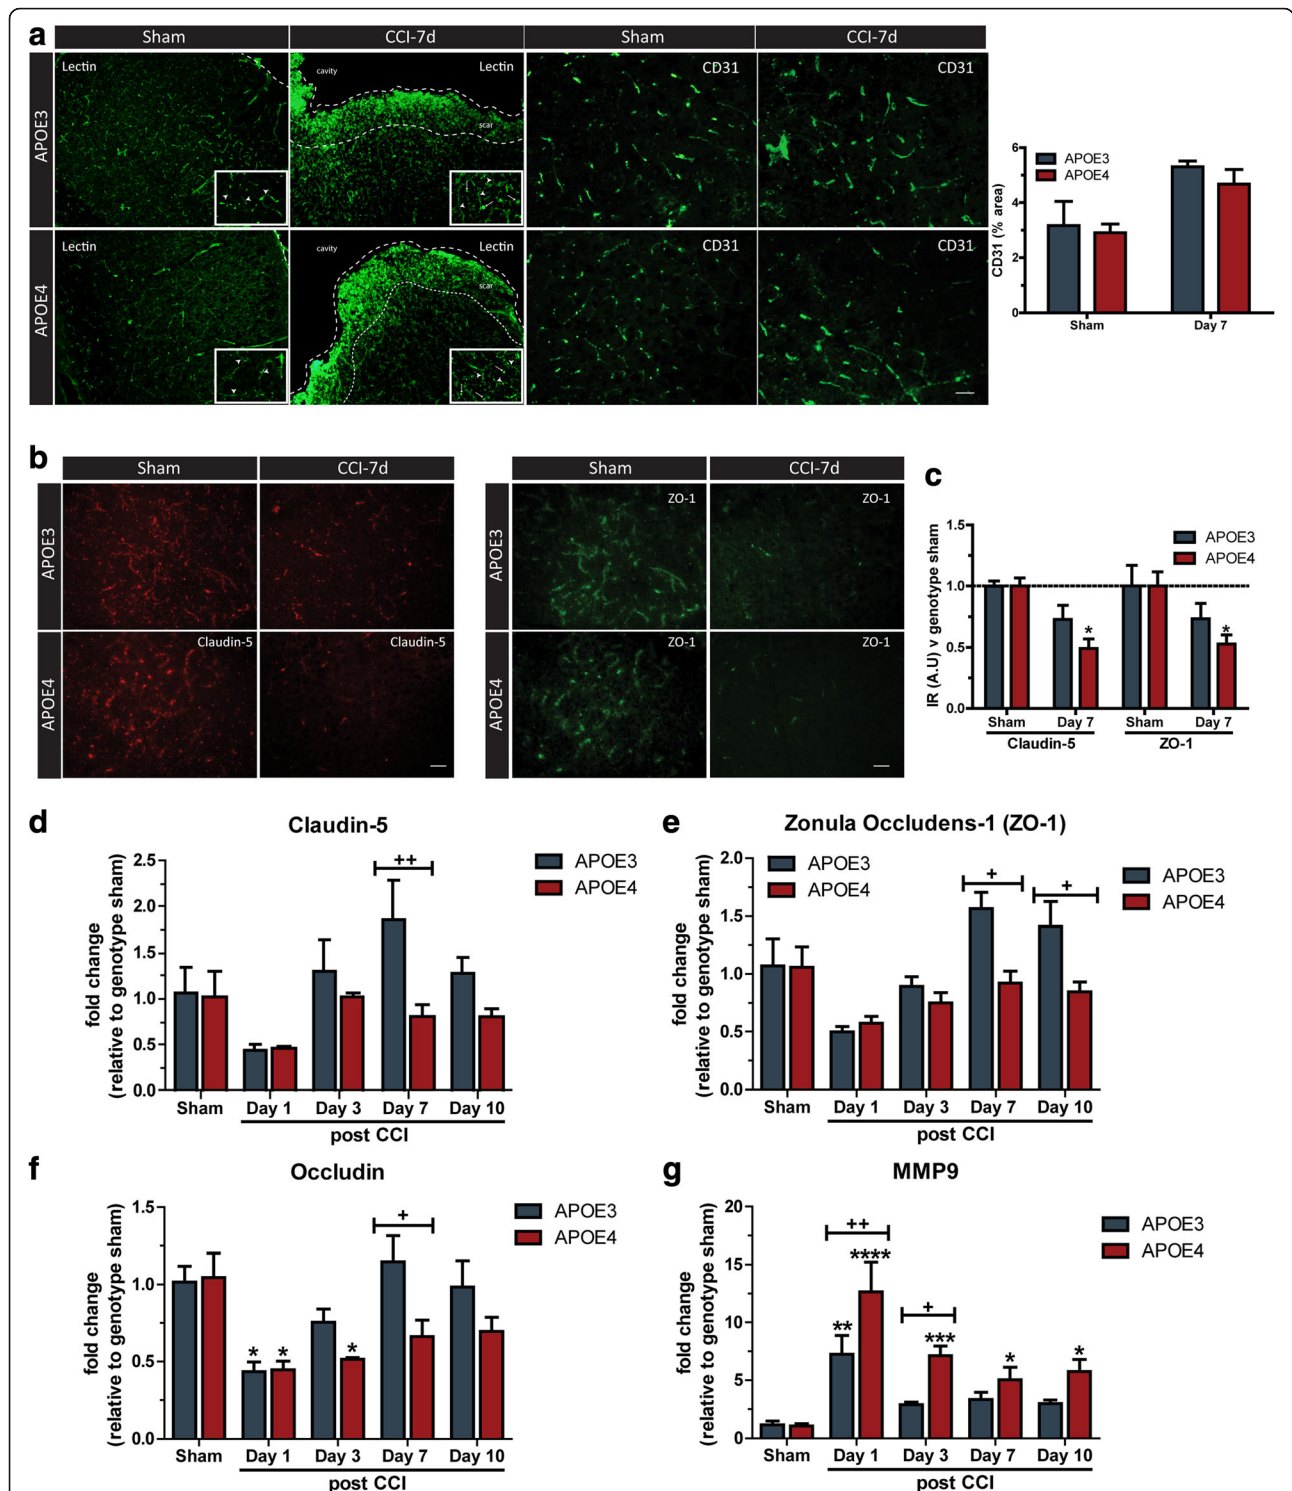 a
Sham CCI-7d Sham CCI-7d
APOE3
Lectin
cavity
Lectin
scar
CD31
CD31
APOE4
Lectin
cavity
Lectin
scar
CD31
CD31
APOE3
APOE4
CD31 (% area)
6
4
2
0
Sham Day 7
b
Sham CCI-7d
APOE3
APOE4
Claudin-5
Claudin-5
Sham CCI-7d
APOE3
ZO-1
ZO-1
APOE4
ZO-1
ZO-1
c
APOE3
APOE4
IR (A.U) v genotype sham
1.5
1.0
0.5
0.0
* *
Sham Day 7 Sham Day 7
Claudin-5 ZO-1
d
Claudin-5
APOE3
APOE4
fold change
(relative to genotype sham)
2.5
2.0
1.5
1.0
0.5
0.0
++
Sham Day 1 Day 3 Day 7 Day 10
post CCI
e
Zonula Occludens-1 (ZO-1)
APOE3
APOE4
APOE3
APOE4
fold change
(relative to genotype sham)
2.0
1.5
1.0
0.5
0.0
+ +
Sham Day 1 Day 3 Day 7 Day 10
post CCI
f
Occludin
APOE3
APOE4
fold change
(relative to genotype sham)
1.5
1.0
0.5
0.0
+
* * *
Sham Day 1 Day 3 Day 7 Day 10
post CCI
g
MMP9
APOE3
APOE4
fold change
(relative to genotype sham)
20
15
10
5
0
++
****
**
+
***
*
*
Sham Day 1 Day 3 Day 7 Day 10
post CCI